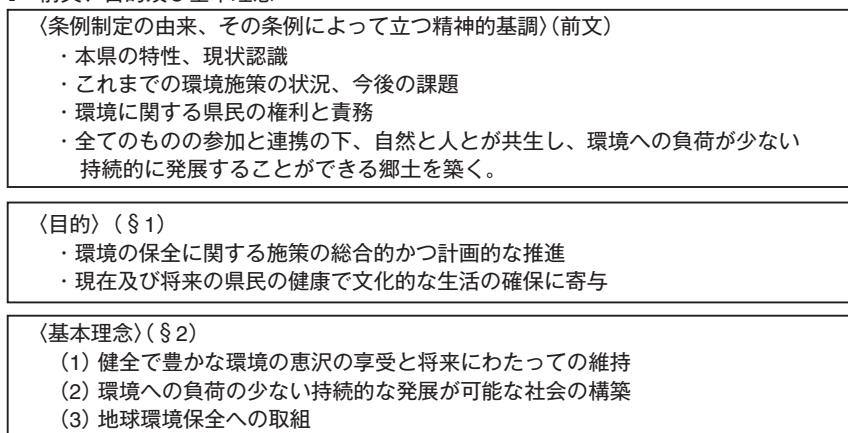 〈条例制定の由来、その条例によって立つ精神的基調〉(前文)
・本県の特性、現状認識
・これまでの環境施策の状況、今後の課題
・環境に関する県民の権利と責務
・全てのものの参加と連携の下、自然と人とが共生し、環境への負荷が少ない
持続的に発展することができる郷土を築く。
〈目的〉(§1)
・環境の保全に関する施策の総合的かつ計画的な推進
・現在及び将来の県民の健康で文化的な生活の確保に寄与
〈基本理念〉(§2)
(1) 健全で豊かな環境の恵沢の享受と将来にわたっての維持
(2) 環境への負荷の少ない持続的な発展が可能な社会の構築
(3) 地球環境保全への取組